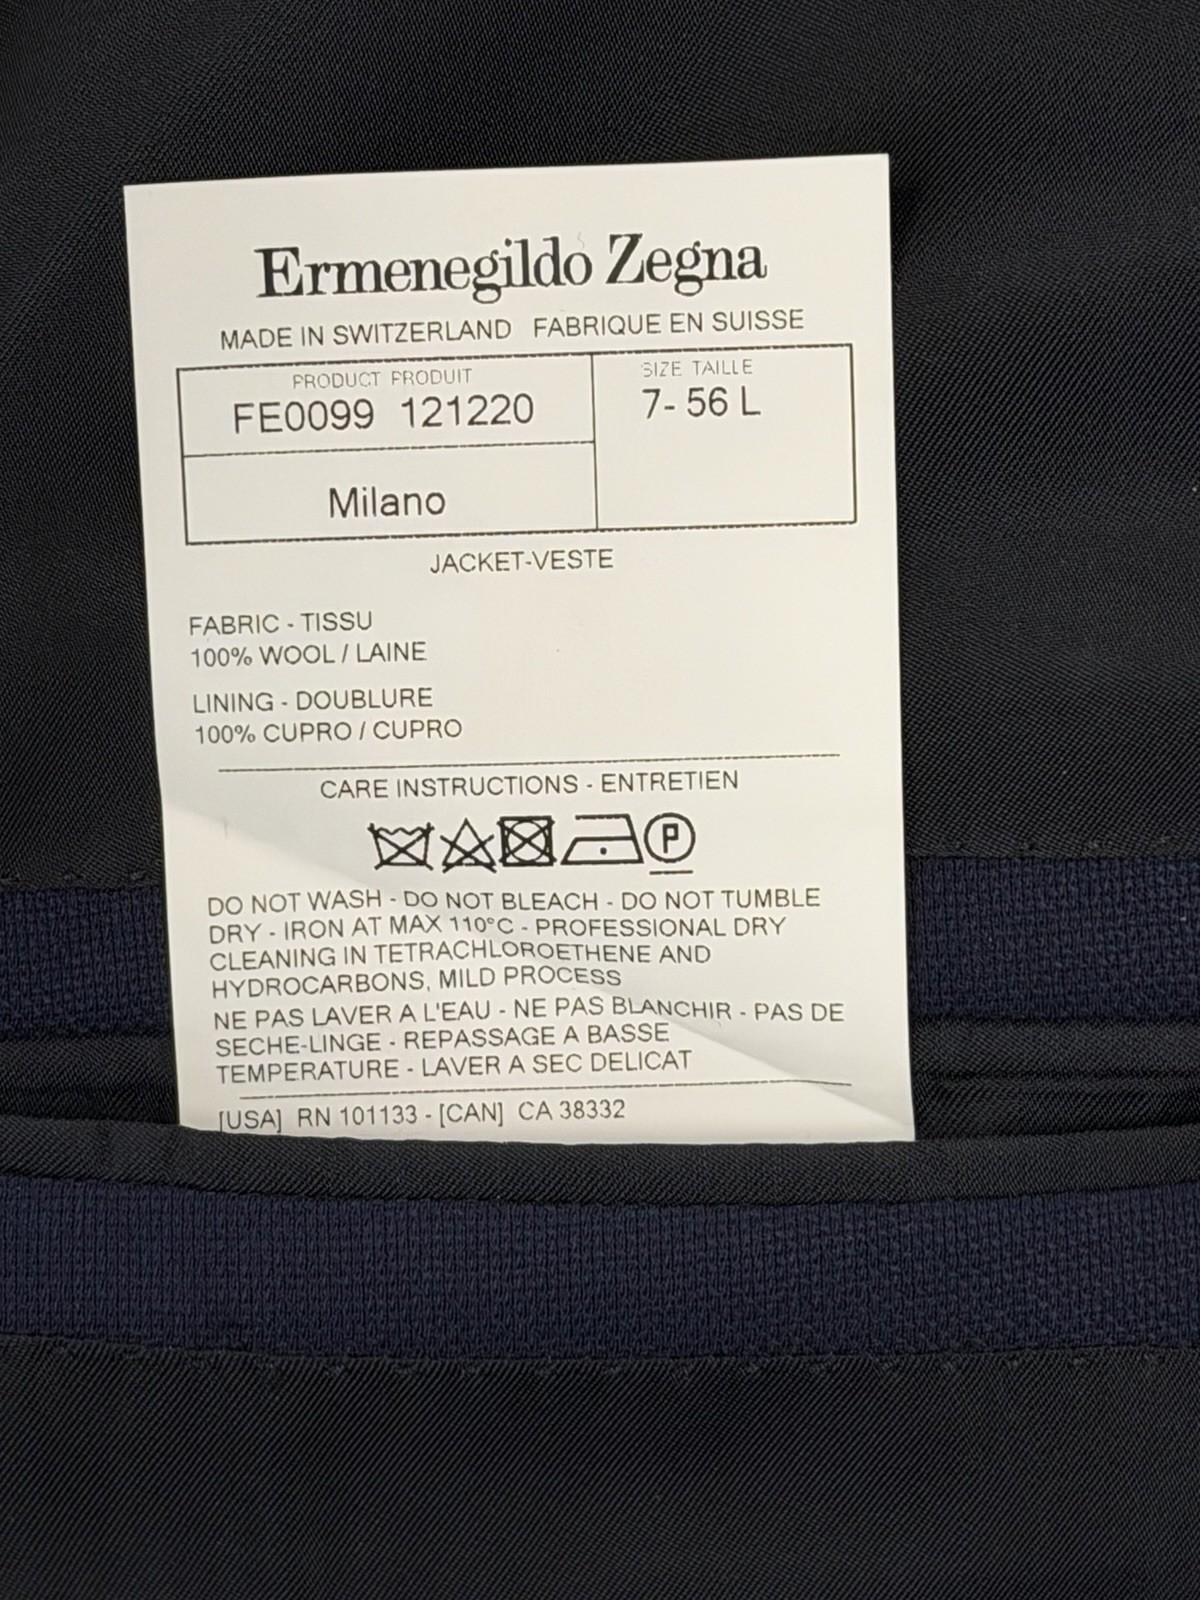 Ermenegildo Zegna
MADE IN SWITZERLAND FABRIQUE EN SUISSE
PRODUCT PRODUIT
FE0099 121220
SIZE TAILLE
7- 56 L
Milano
JACKET-VESTE
FABRIC - TISSU
100% WOOL / LAINE
LINING - DOUBLURE
100% CUPRO / CUPRO
CARE INSTRUCTIONS - ENTRETIEN
P
DO NOT WASH - DO NOT BLEACH - DO NOT TUMBLE
DRY - IRON AT MAX 110°C - PROFESSIONAL DRY
CLEANING IN TETRACHLOROETHENE AND
HYDROCARBONS, MILD PROCESS
NE PAS LAVER A L'EAU - NE PAS BLANCHIR - PAS DE
SECHE-LINGE - REPASSAGE A BASSE
TEMPERATURE - LAVER A SEC DELICAT
[USA] RN 101133 - [CAN] CA 38332